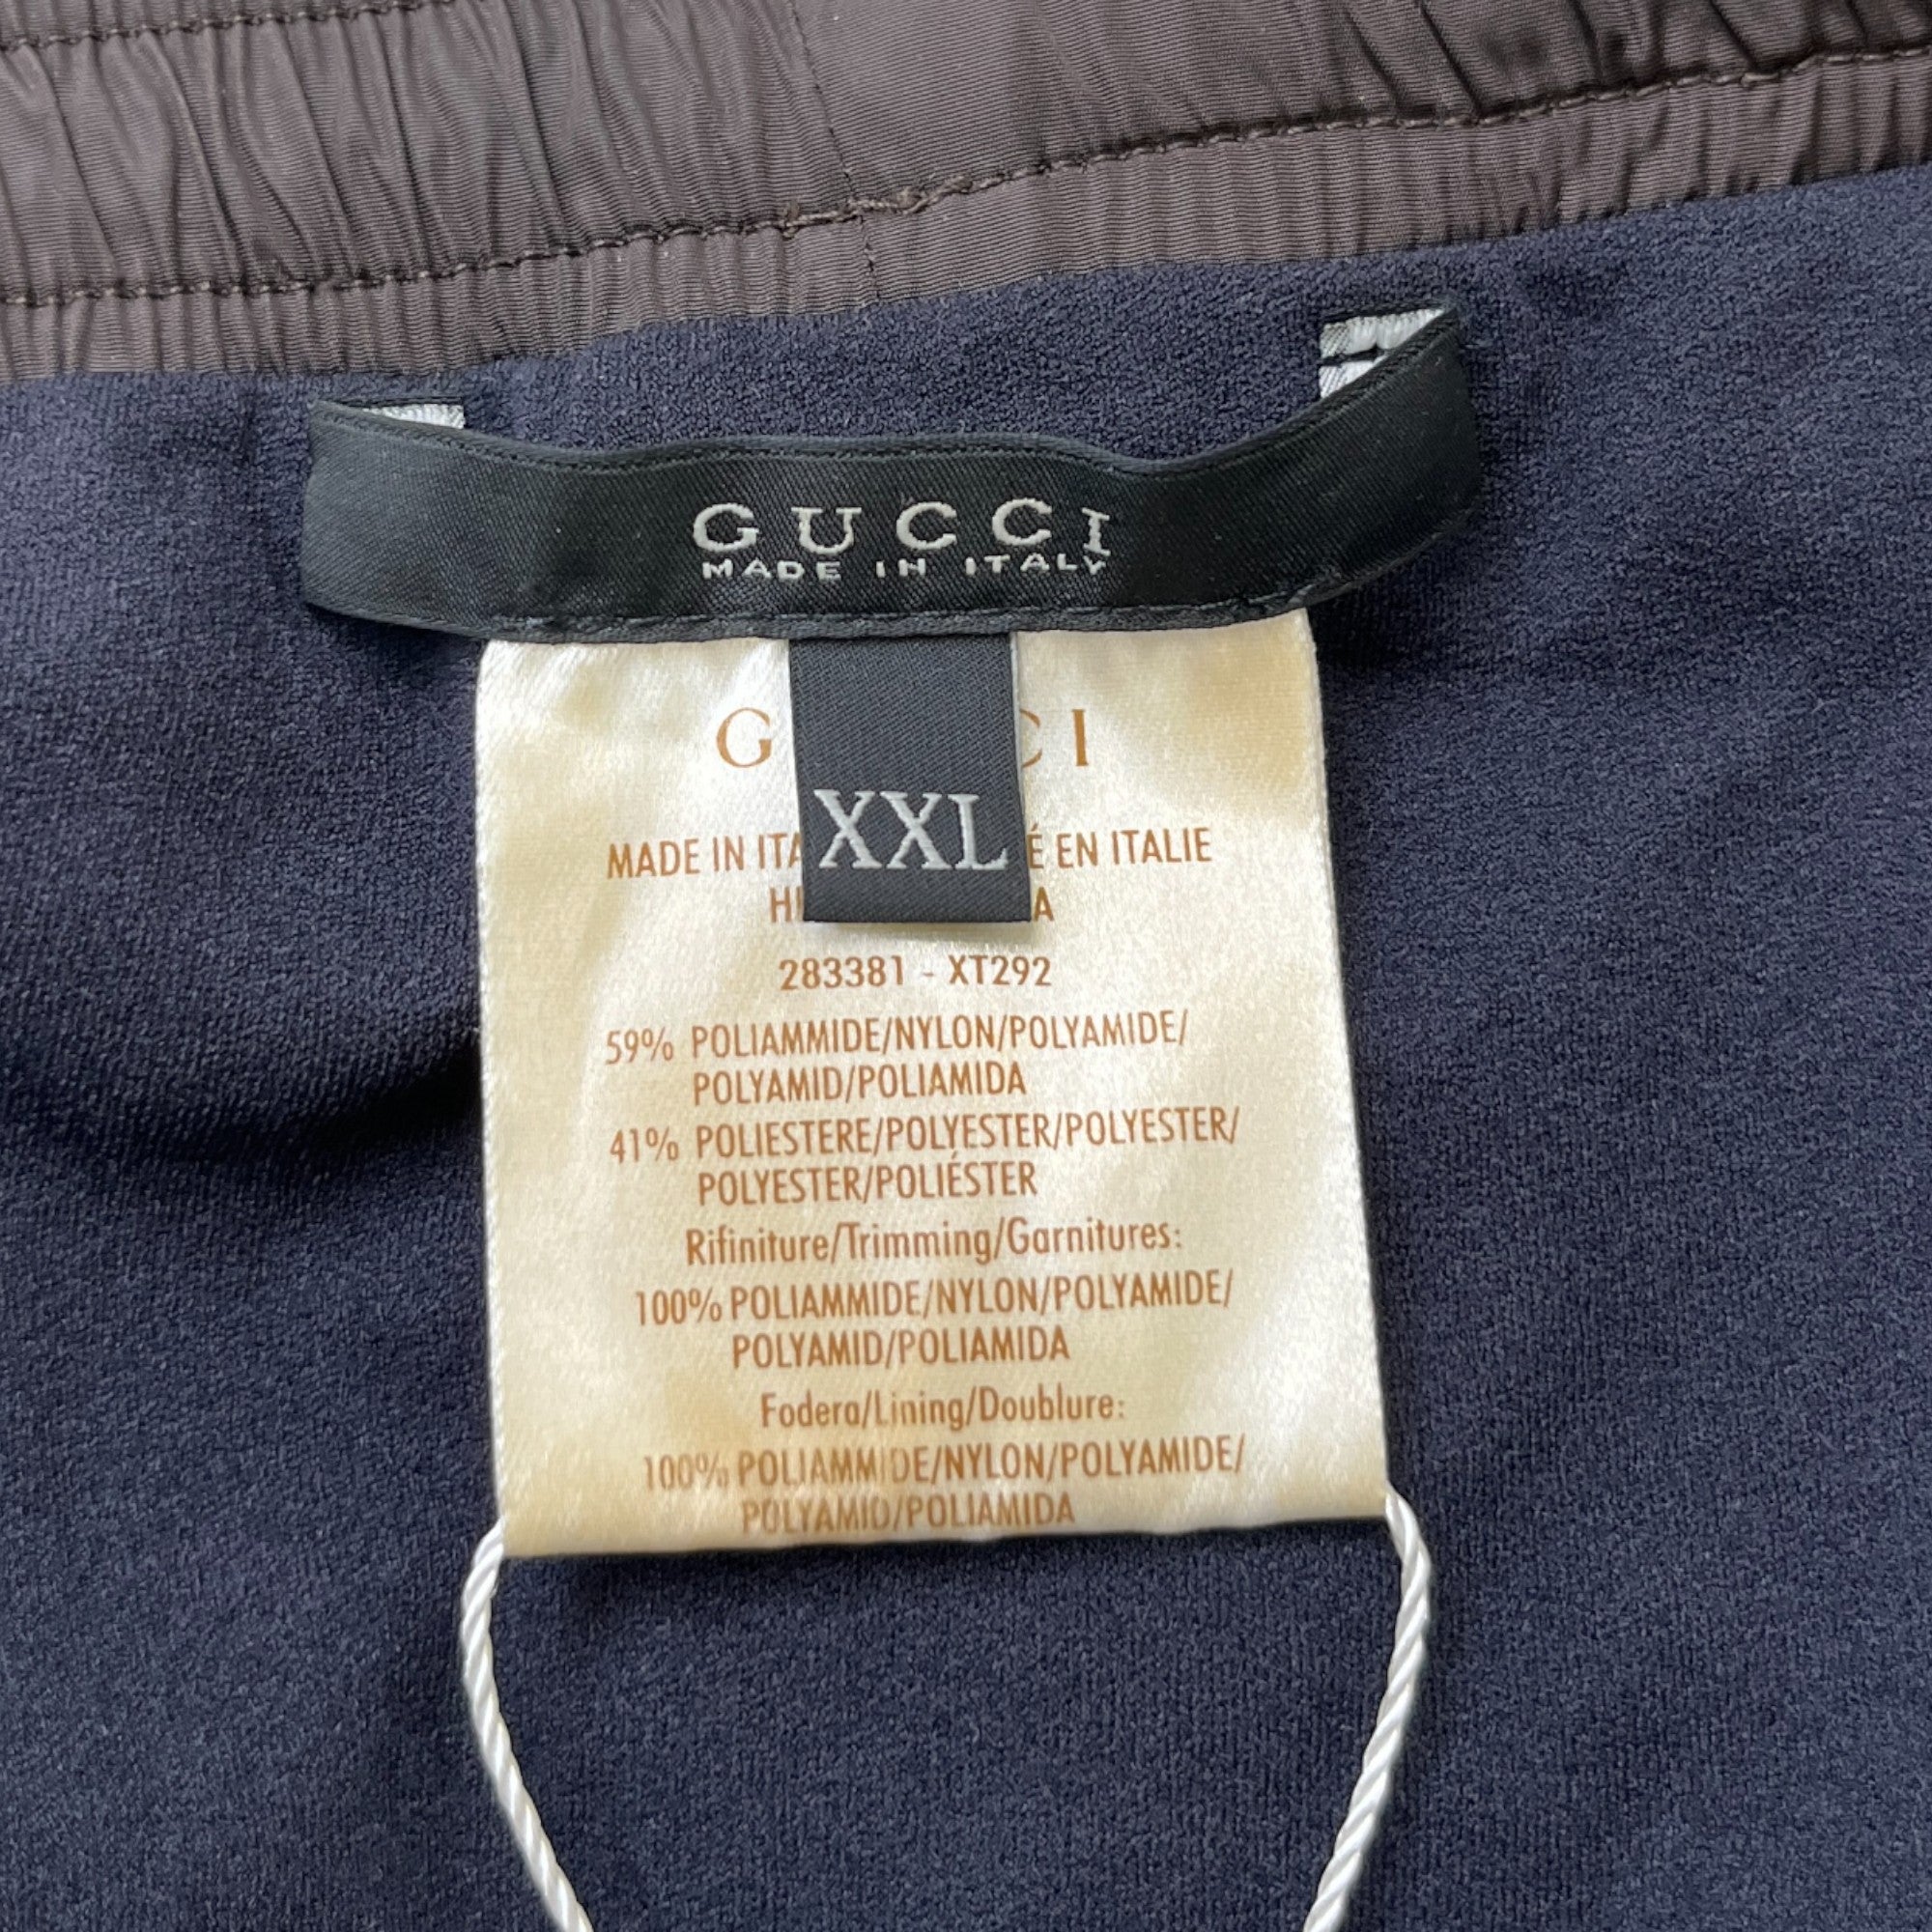 GUCCI
MADE IN ITALY
XXL
MADE IN EN ITALIE
283381 - XT292
59% POLIAMMIDE/NYLON/POLYAMIDE/
POLYAMID/POLIAMIDA
41% POLIESTERE/POLYESTER/POLYESTER/
POLYESTER/POLIÉSTER
Rifiniture/Trimming/Garnitures:
100% POLIAMMIDE/NYLON/POLYAMIDE/
POLYAMID/POLIAMIDA
Fodera/Lining/Doublure:
100% POLIAMMIDE/NYLON/POLYAMIDE/
POLYAMID/POLIAMIDA